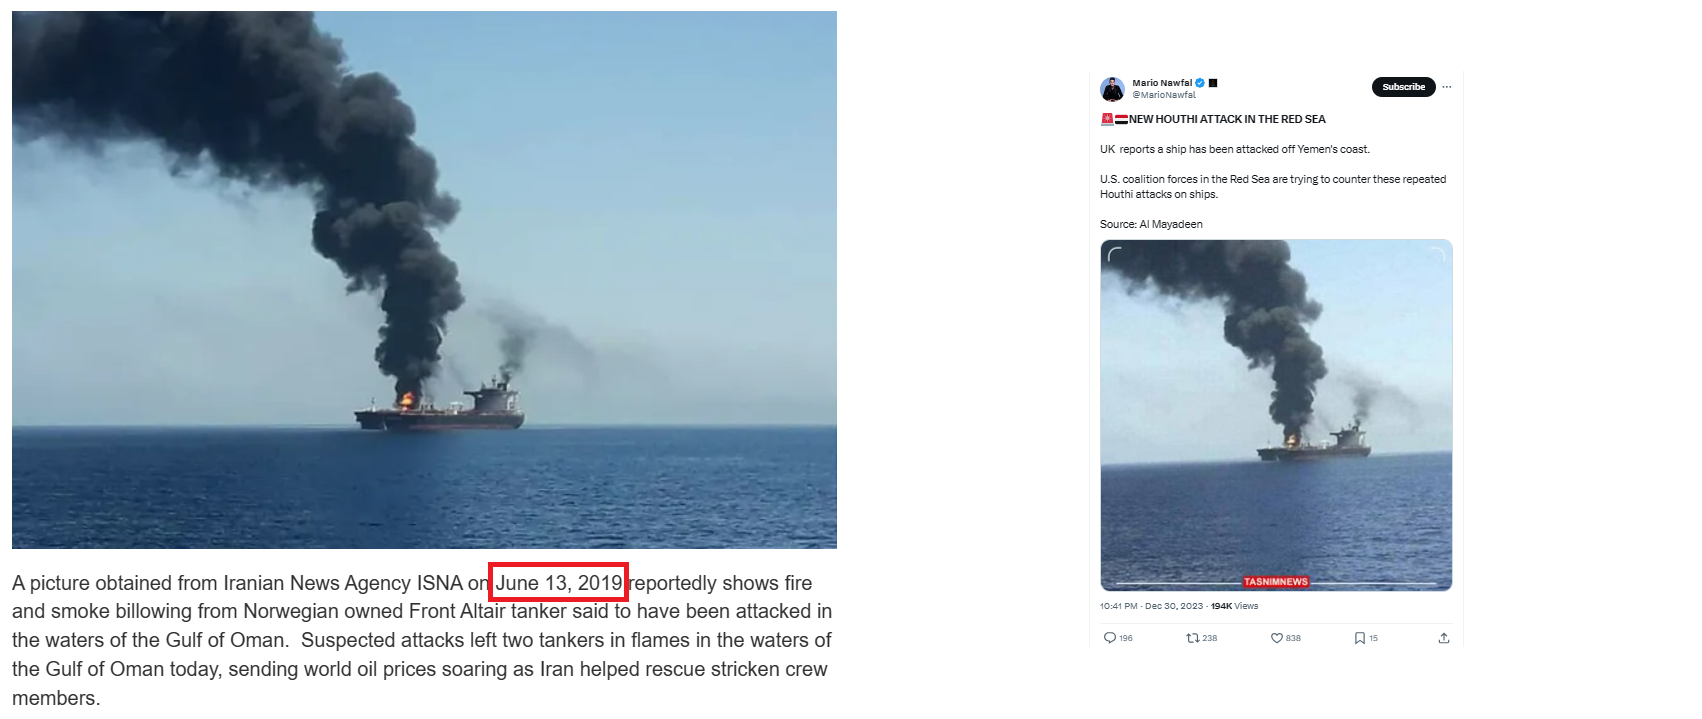 A picture obtained from Iranian News Agency ISNA on June 13, 2019 reportedly shows fire
and smoke billowing from Norwegian owned Front Altair tanker said to have been attacked in
the waters of the Gulf of Oman.  Suspected attacks left two tankers in flames in the waters of
the Gulf of Oman today, sending world oil prices soaring as Iran helped rescue stricken crew
members.
Mario Nawfal
@MarioNawfal
Subscribe
NEW HOUTHI ATTACK IN THE RED SEA
UK reports a ship has been attacked off Yemen's coast.
U.S. coalition forces in the Red Sea are trying to counter these repeated
Houthi attacks on ships.
Source: Al Mayadeen
TASNIMNEWS
10:41 PM · Dec 30, 2023 · 194K Views
196 238 838 15